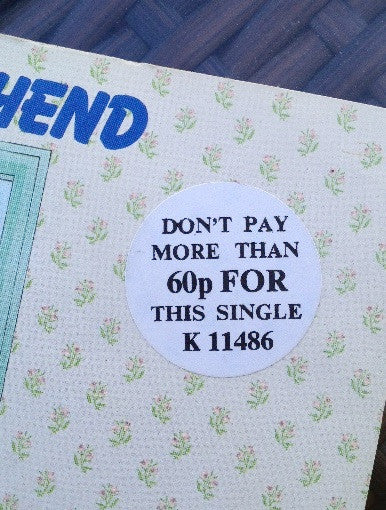 HEND
DON'T PAY
MORE THAN
60p FOR
THIS SINGLE
K 11486